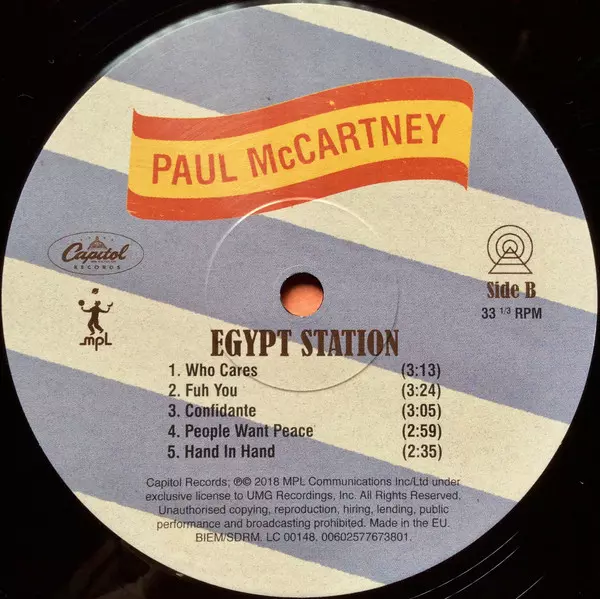 PAUL McCARTNEY
Capitol
RECORDS
mpL
Side B
33 1/3 RPM
EGYPT STATION
1. Who Cares (3:13)
2. Fuh You (3:24)
3. Confidante (3:05)
4. People Want Peace (2:59)
5. Hand In Hand (2:35)
Capitol Records; ℗© 2018 MPL Communications Inc/Ltd under
exclusive license to UMG Recordings, Inc. All Rights Reserved.
Unauthorised copying, reproduction, hiring, lending, public
performance and broadcasting prohibited. Made in the EU.
BIEM/SDRM. LC 00148. 00602577673801.